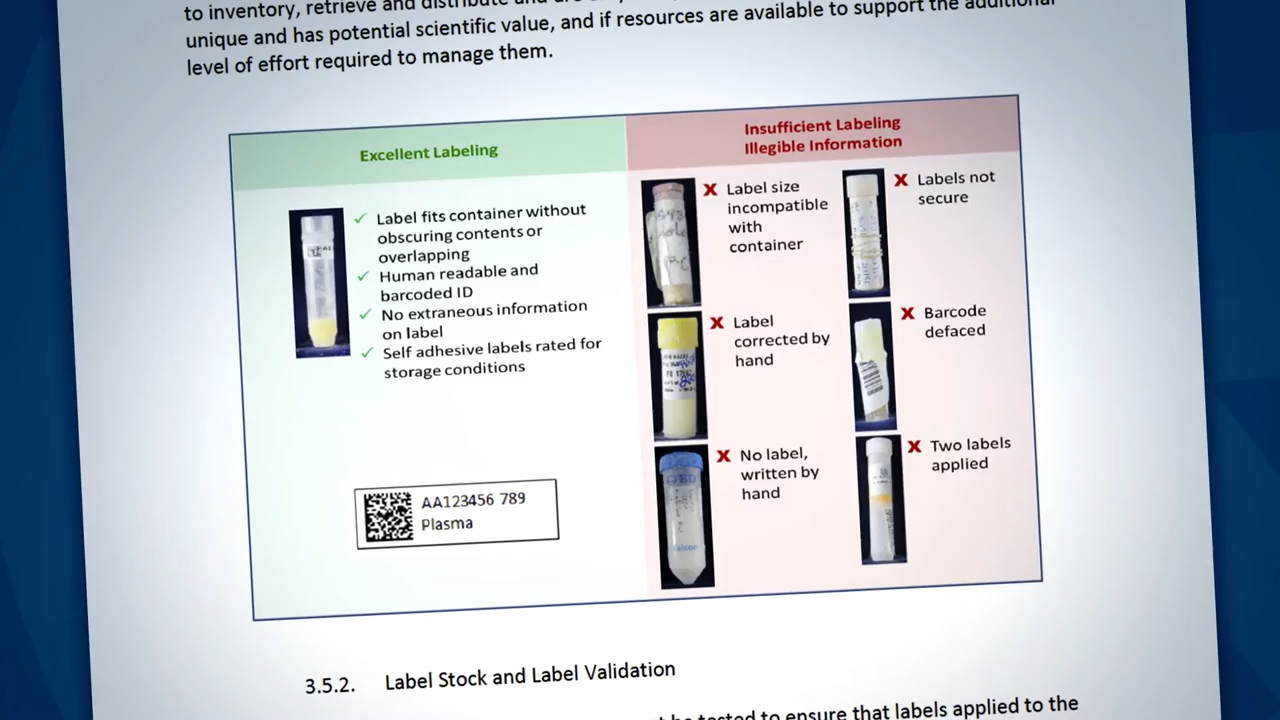 to inventory, retrieve and distribute and are
unique and has potential scientific value, and if resources are available to support the additional
level of effort required to manage them.
Excellent Labeling
Label fits container without
obscuring contents or
overlapping
Human readable and
barcoded ID
No extraneous information
on label
Self adhesive labels rated for
storage conditions
AA123456 789
Plasma
Insufficient Labeling
Illegible Information
Label size
incompatible
with
container
Labels not
secure
Label
corrected by
hand
Barcode
defaced
No label,
written by
hand
Two labels
applied
BD
Falcon
3.5.2. Label Stock and Label Validation
be tested to ensure that labels applied to the